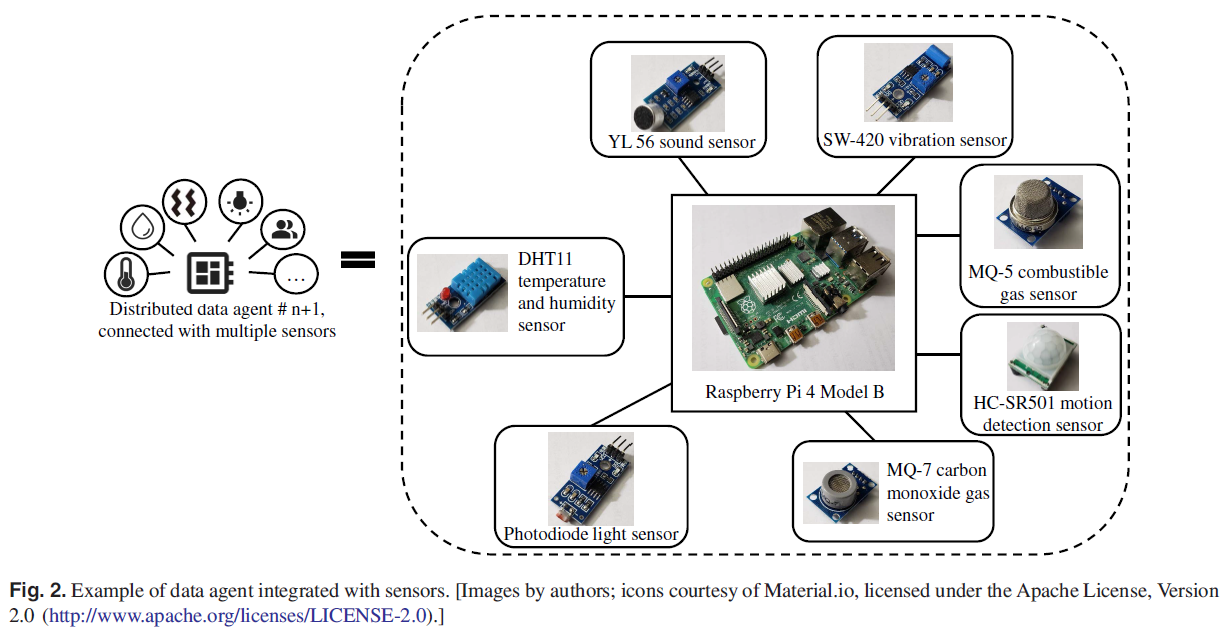 YL 56 sound sensor
SW-420 vibration sensor
DHT11
temperature
and humidity
sensor
MQ-5 combustible
gas sensor
...
Distributed data agent # n+1,
connected with multiple sensors
HDMI
Raspberry Pi 4 Model B
HC-SR501 motion
detection sensor
Photodiode light sensor
MQ-7 carbon
monoxide gas
sensor
Fig. 2. Example of data agent integrated with sensors. [Images by authors; icons courtesy of Material.io, licensed under the Apache License, Version
2.0 (http://www.apache.org/licenses/LICENSE-2.0).]